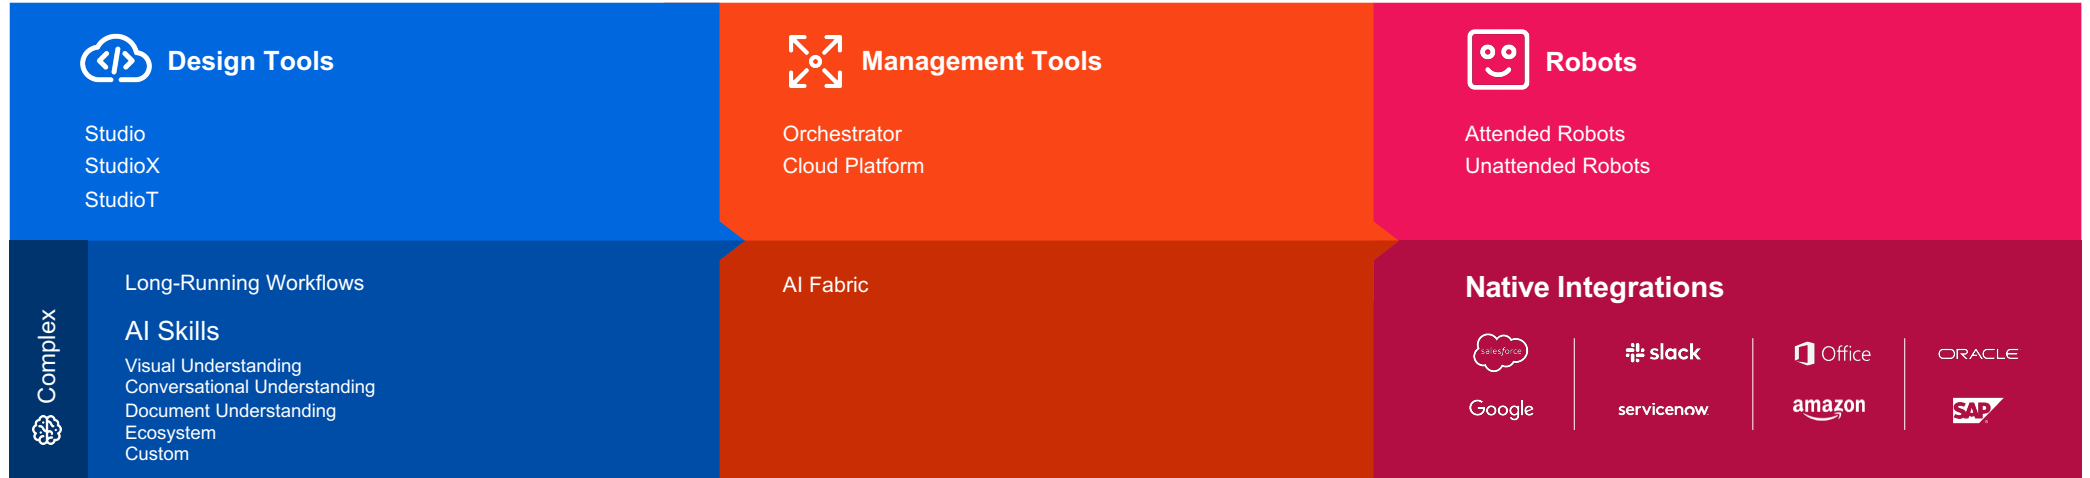 Design Tools
Studio
StudioX
StudioT
Management Tools
Orchestrator
Cloud Platform
Robots
Attended Robots
Unattended Robots
Complex
Long-Running Workflows
AI Skills
Visual Understanding
Conversational Understanding
Document Understanding
Ecosystem
Custom
AI Fabric
Native Integrations
salesforce
slack
Office
ORACLE
Google
servicenow
amazon
SAP